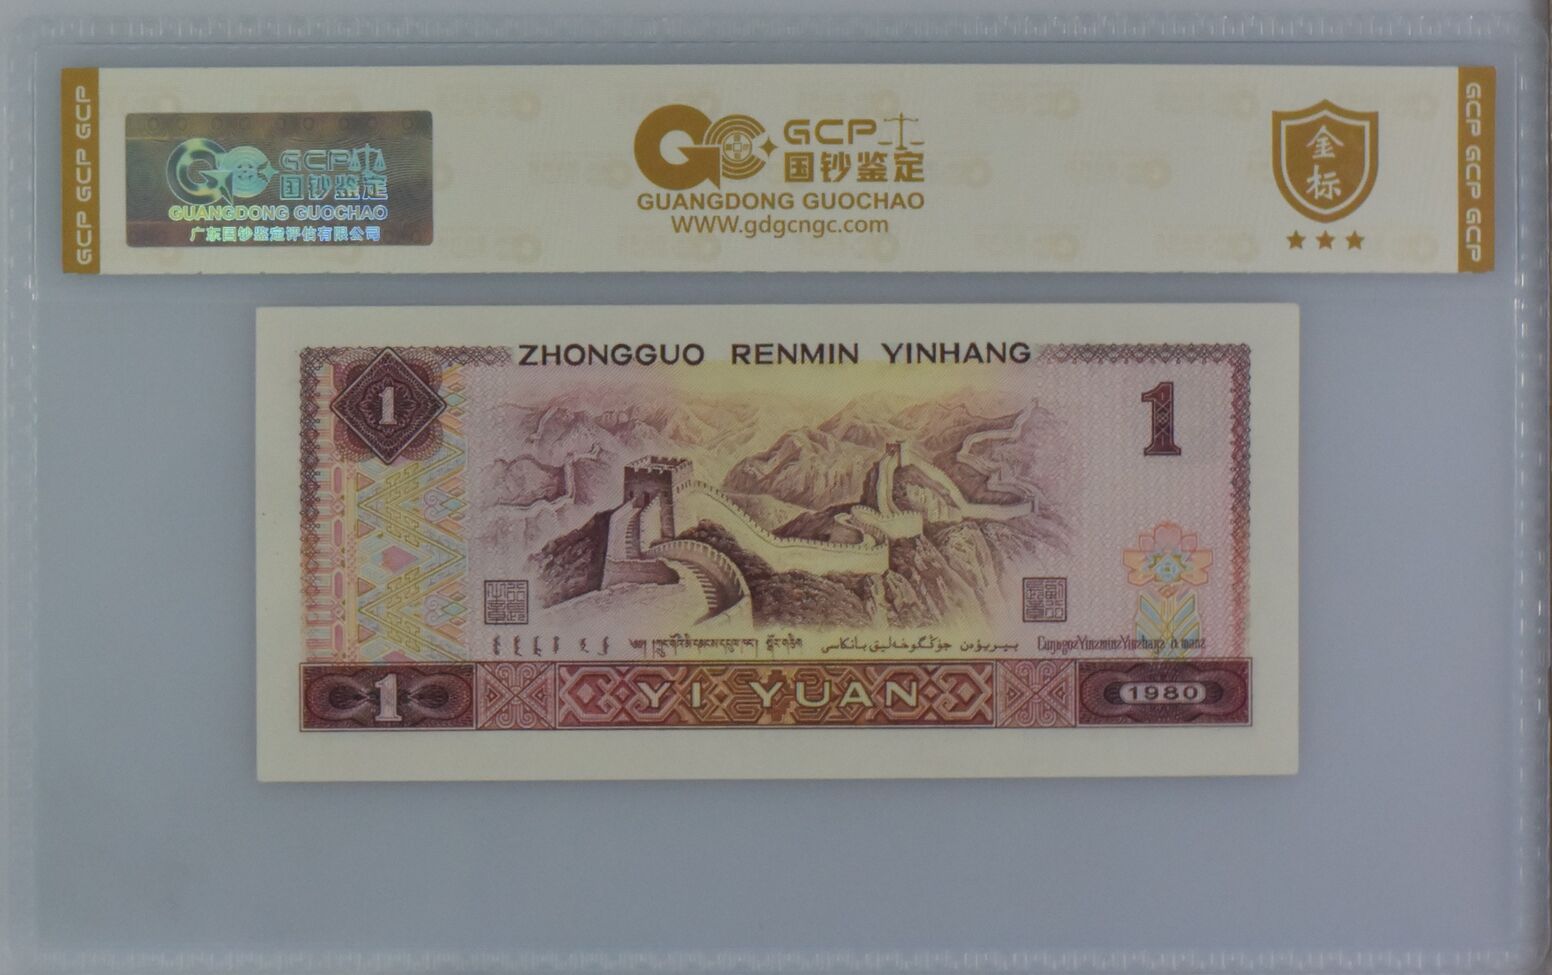 GCP GCP GCP
GCP
国钞鉴定
GUANGDONG GUOCHAO
广东国钞鉴定评估有限公司
GCP
国钞鉴定
GUANGDONG GUOCHAO
WWW.gdgcngc.com
金标
GCP GCP GCP
ZHONGGUO RENMIN YINHANG
1
1
1
YI YUAN
1980